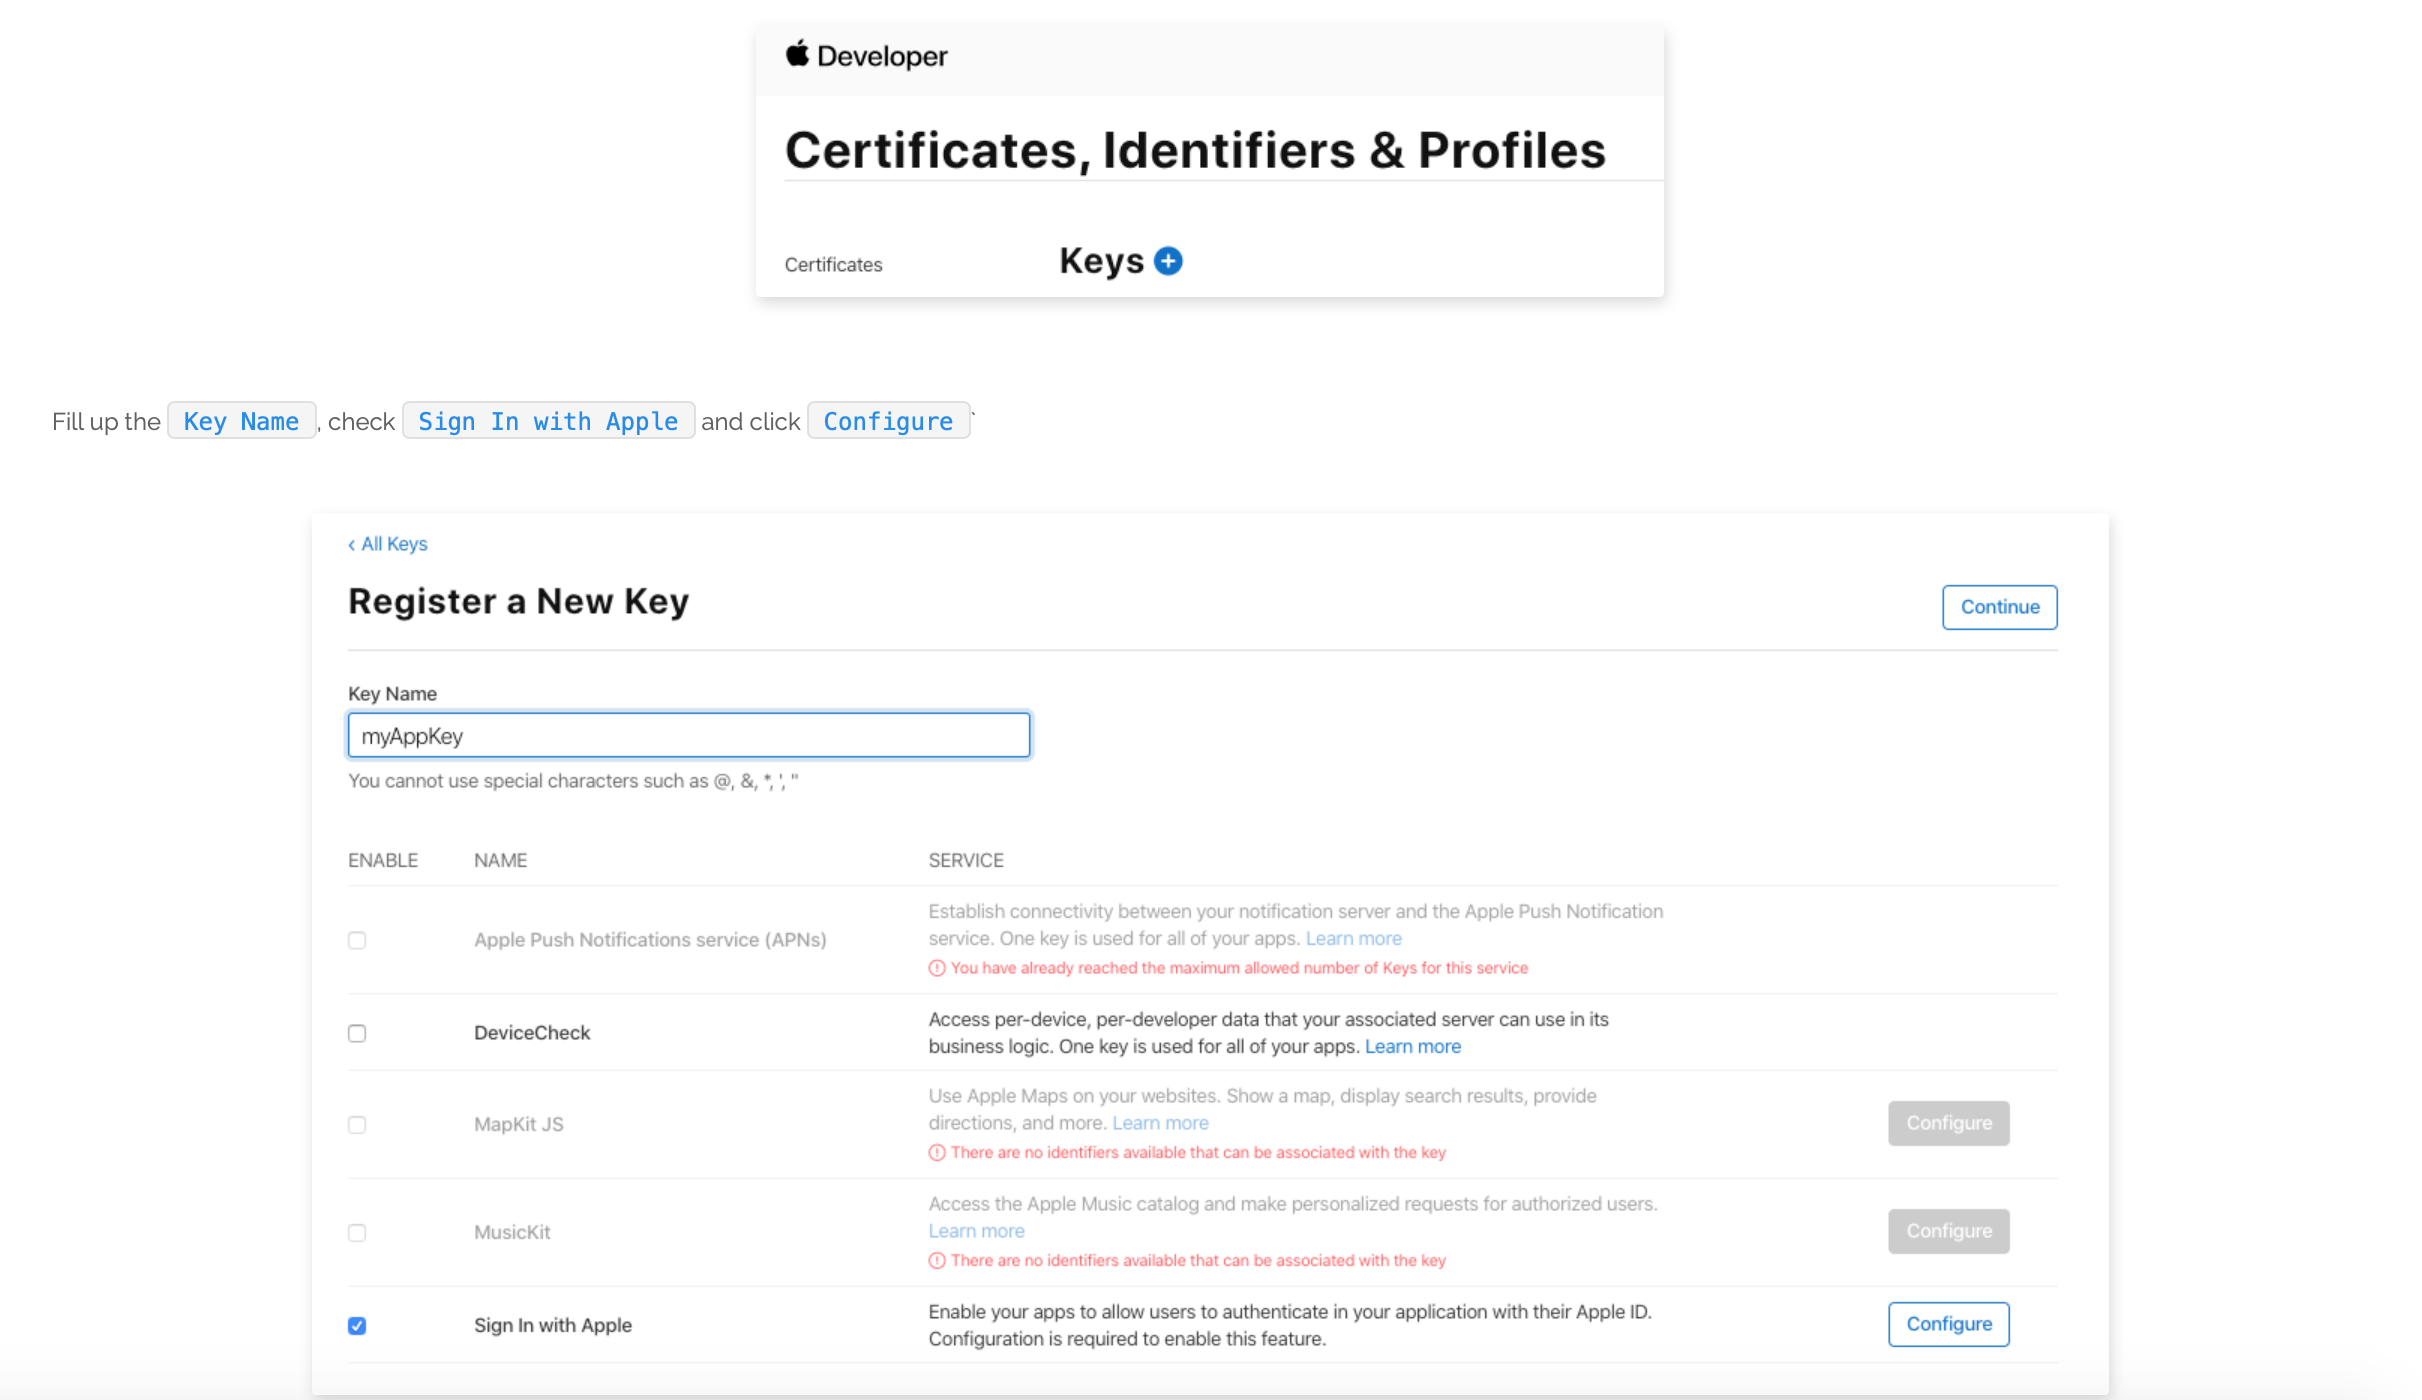 Developer
Certificates, Identifiers & Profiles
Certificates
Keys
Fill up the Key Name, check Sign In with Apple and click Configure`
All Keys
Register a New Key
Continue
Key Name
myAppKey
You cannot use special characters such as @, &, *, ', "
ENABLE NAME SERVICE
Establish connectivity between your notification server and the Apple Push Notification
Apple Push Notifications service (APNs)
service. One key is used for all of your apps. Learn more
You have already reached the maximum allowed number of Keys for this service
DeviceCheck
Access per-device, per-developer data that your associated server can use in its
business logic. One key is used for all of your apps. Learn more
MapKit JS
Use Apple Maps on your websites. Show a map, display search results, provide
directions, and more. Learn more
There are no identifiers available that can be associated with the key
Configure
MusicKit
Access the Apple Music catalog and make personalized requests for authorized users.
Learn more
There are no identifiers available that can be associated with the key
Configure
Sign In with Apple
Enable your apps to allow users to authenticate in your application with their Apple ID.
Configuration is required to enable this feature.
Configure